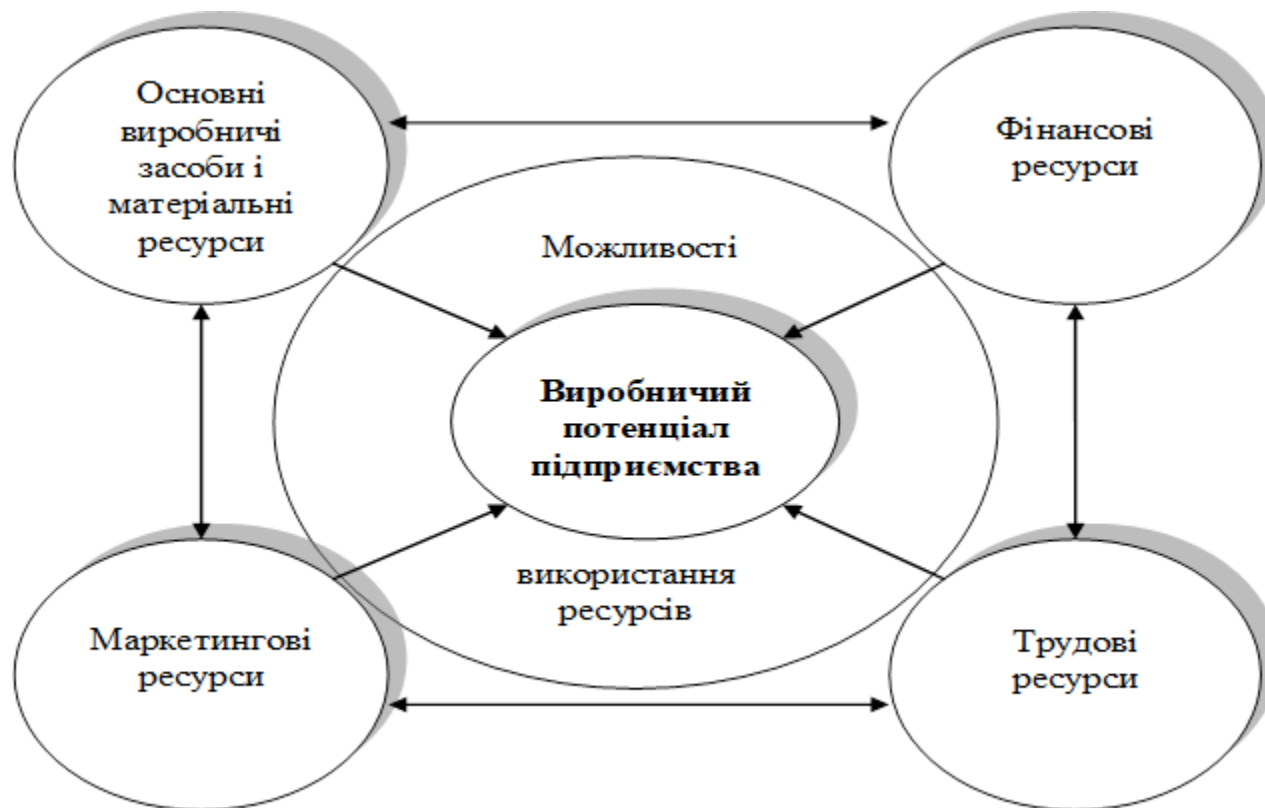 Основні
виробничі
засоби і
матеріальні
ресурси
Фінансові
ресурси
Можливості
Виробничий
потенціал
підприємства
використання
ресурсів
Маркетингові
ресурси
Трудові
ресурси